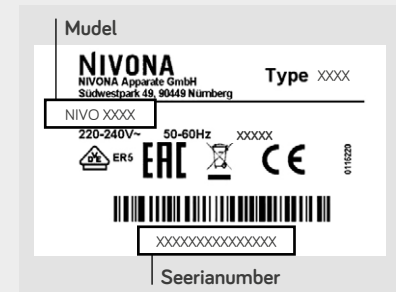 Mudel
NIVONA
NIVONA Apparate GmbH
Südwestpark 49, 90449 Nürnberg
Type XXXX
NIVO XXXX
220-240V~ 50-60Hz XXXXX
DVE ER5 EAC CE
0116220
XXXXXXXXXXXXXXX
Seerianumber